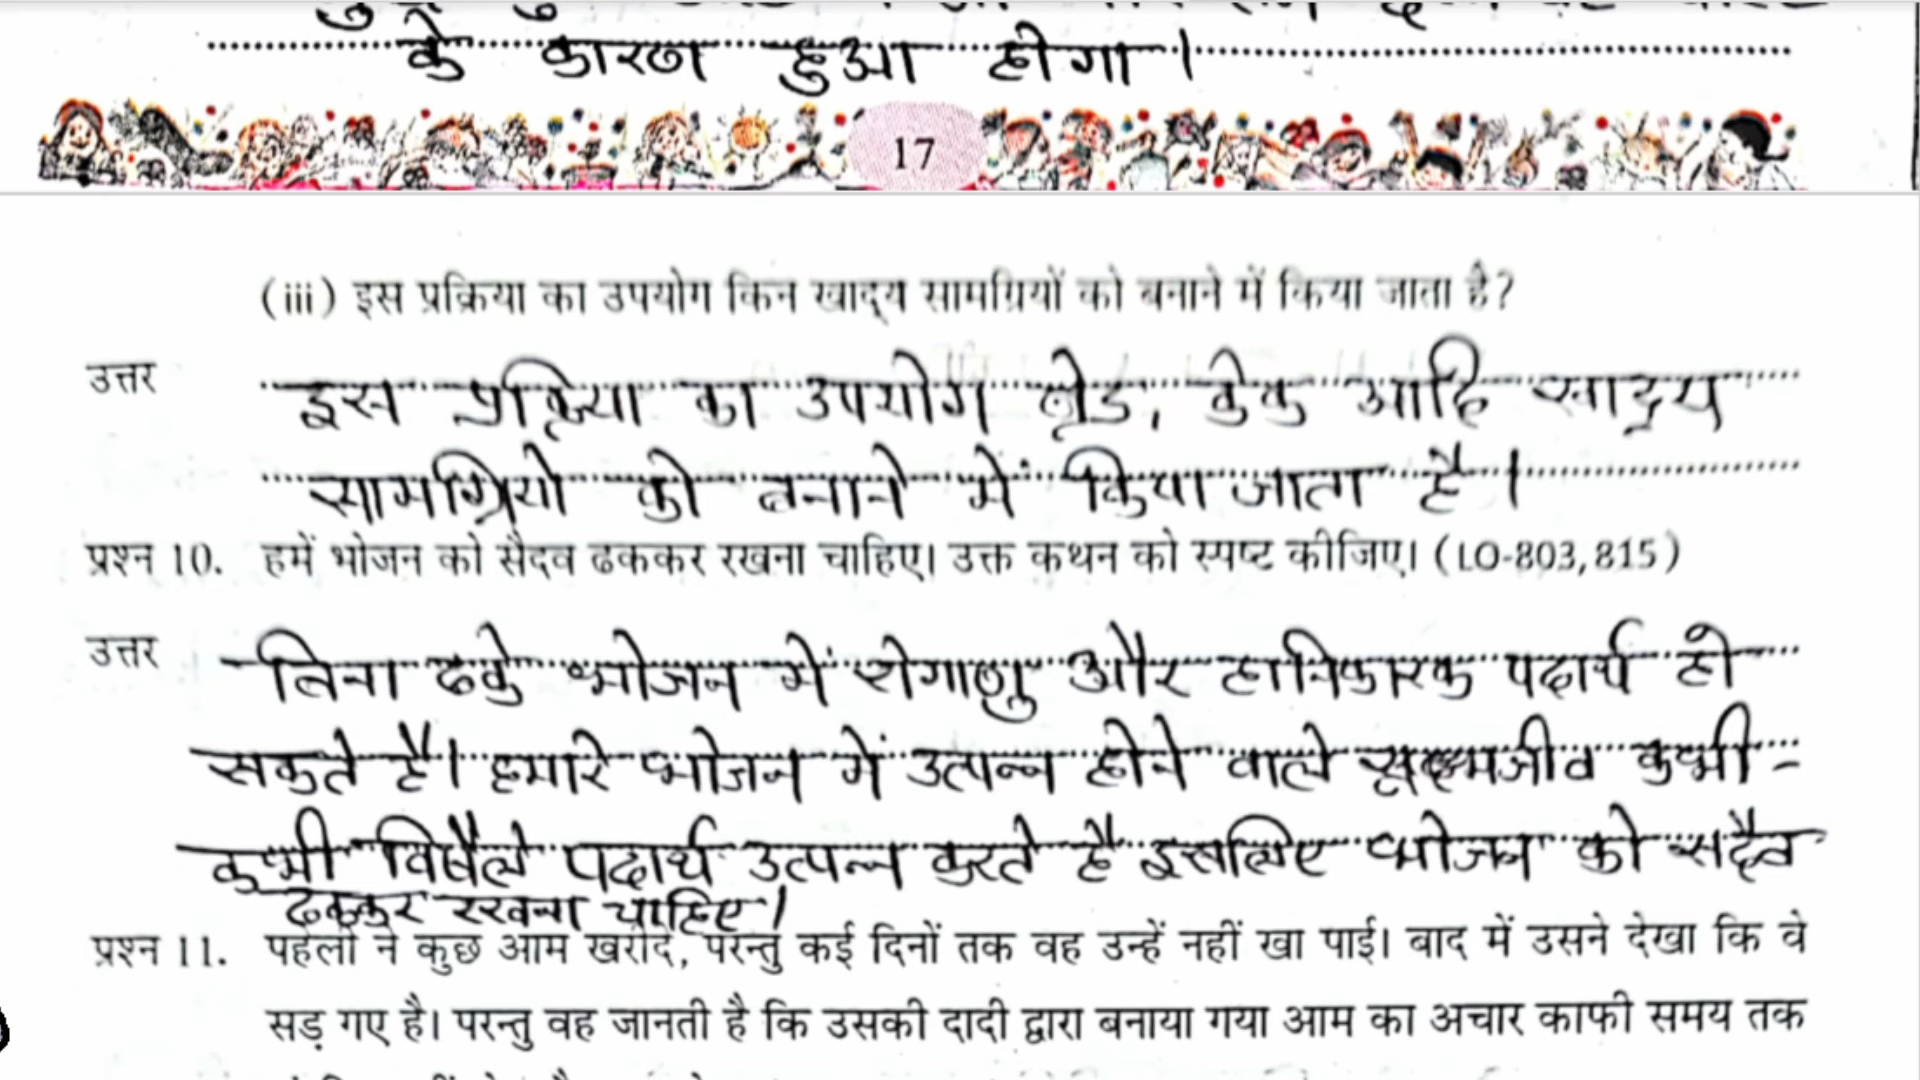 के कारण हुआ होगा।
17
(iii) इस प्रक्रिया का उपयोग किन खाद्य सामग्रियों को बनाने में किया जाता है?
उत्तर इस प्रक्रिया का उपयोग ब्रेड, केक आदि खाद्य
सामग्रियो को बनाने में किया जाता है।
प्रश्न 10. हमें भोजन को सैदव ढककर रखना चाहिए। उक्त कथन को स्पष्ट कीजिए। (LO-803,815)
उत्तर बिना ढके भोजन में रोगाणु और हानिकारक पदार्थ हो
सकते है। हमारे भोजन में उत्पन्न होने वाले सूक्ष्मजीव कभी-
कभी विषैले पदार्थ उत्पन्न करते है इसलिए भोजन को सदैव
ढककर रखना चाहिए।
प्रश्न 11. पहेली ने कुछ आम खरीदे, परन्तु कई दिनों तक वह उन्हें नहीं खा पाई। बाद में उसने देखा कि वे
सड़ गए है। परन्तु वह जानती है कि उसकी दादी द्वारा बनाया गया आम का अचार काफी समय तक